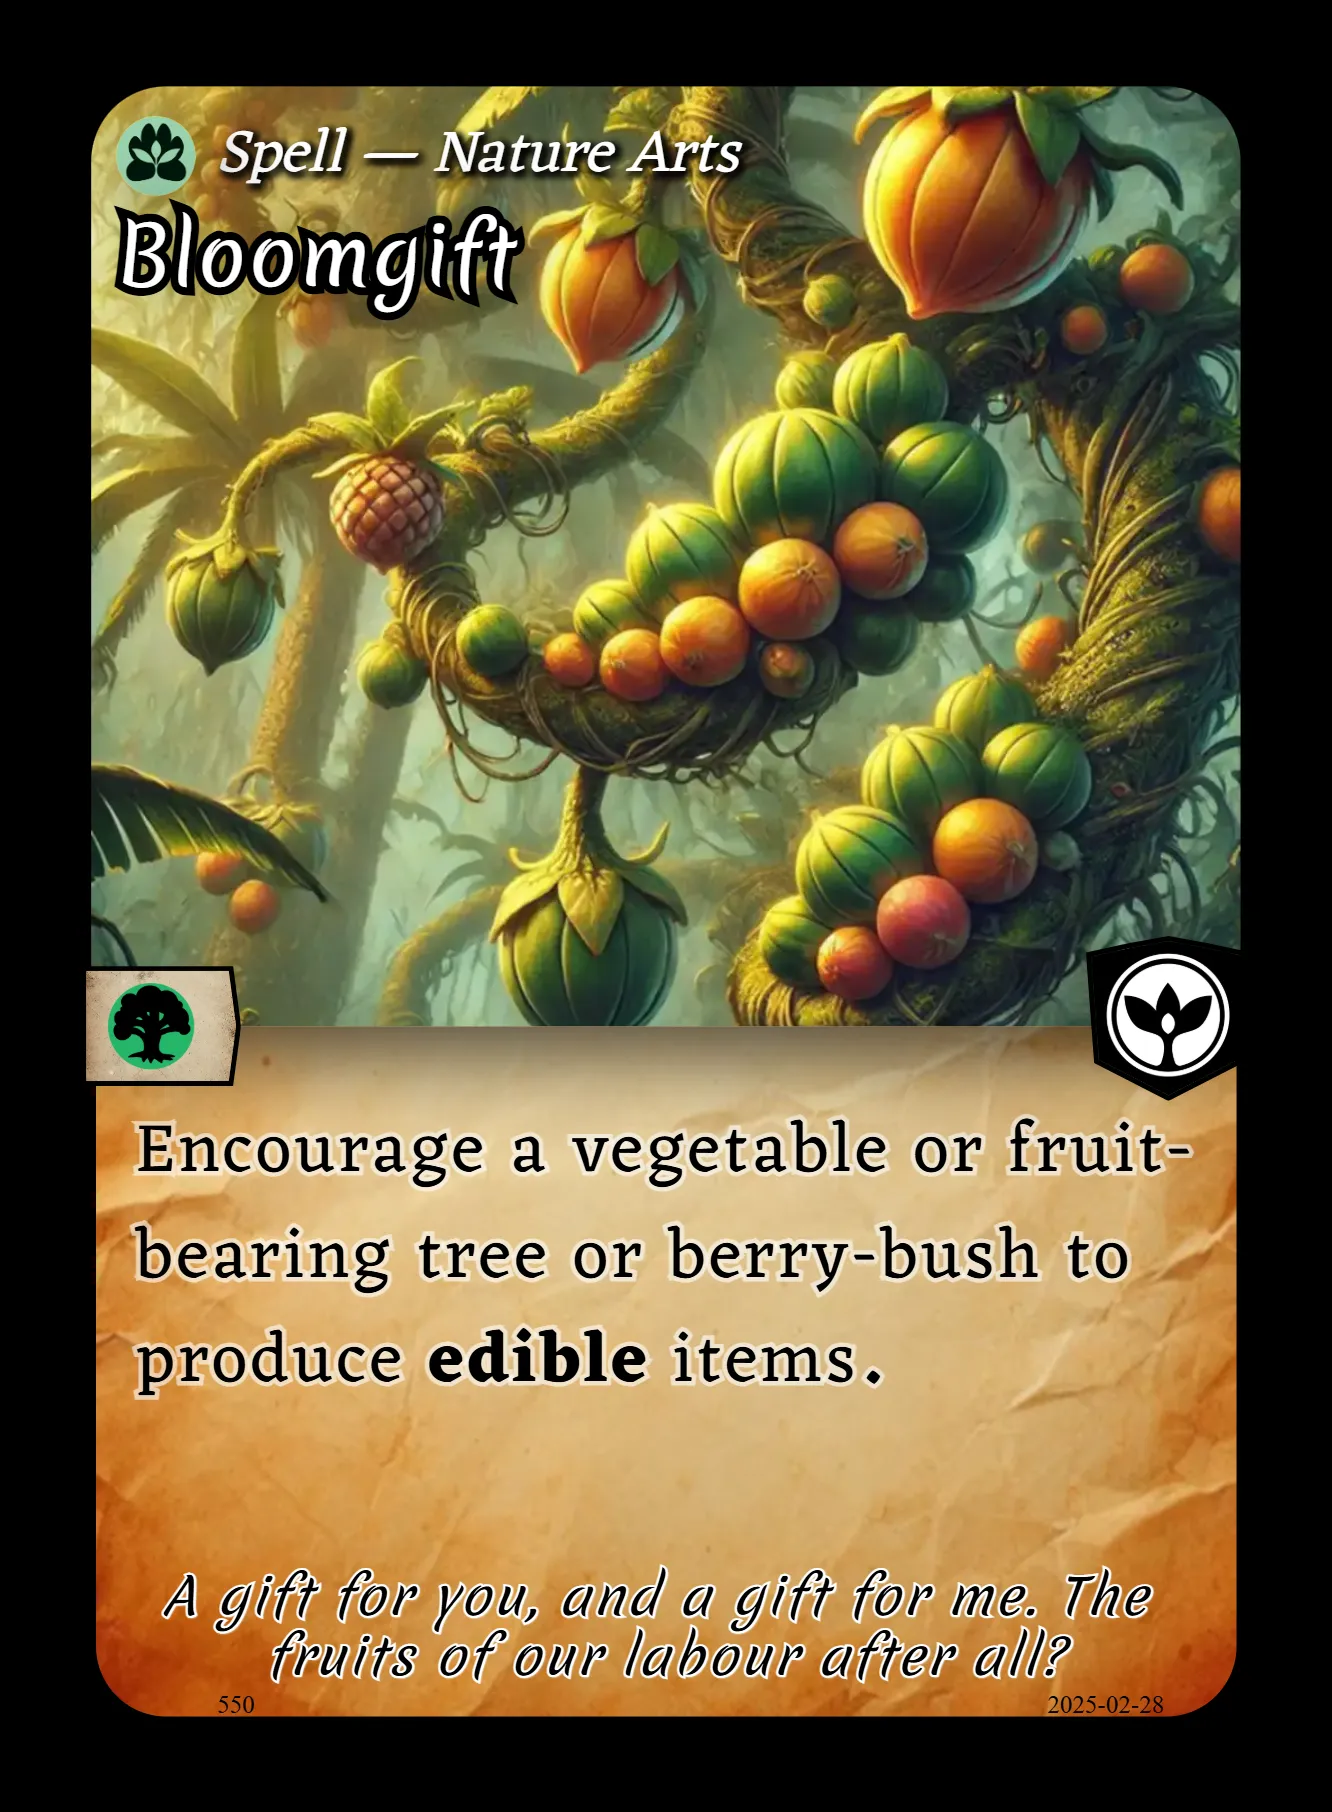 Spell — Nature Arts
Bloomgift
Encourage a vegetable or fruit-
bearing tree or berry-bush to
produce edible items.
A gift for you, and a gift for me. The
fruits of our labour after all?
550
2025-02-28